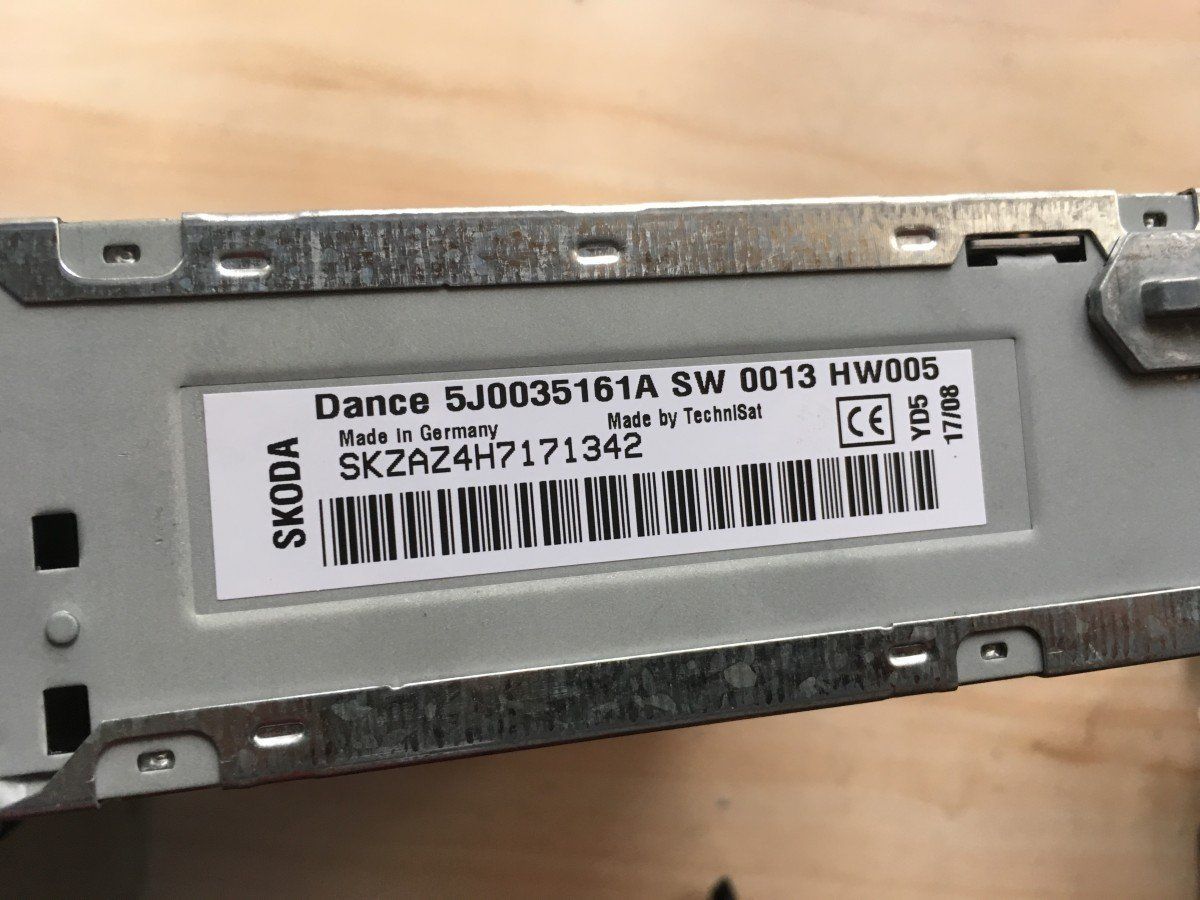 Dance 5J0035161A SW 0013 HW005
Made in Germany
Made by TechniSat
SKZAZ4H7171342
SKODA
CE
YD5
17/08